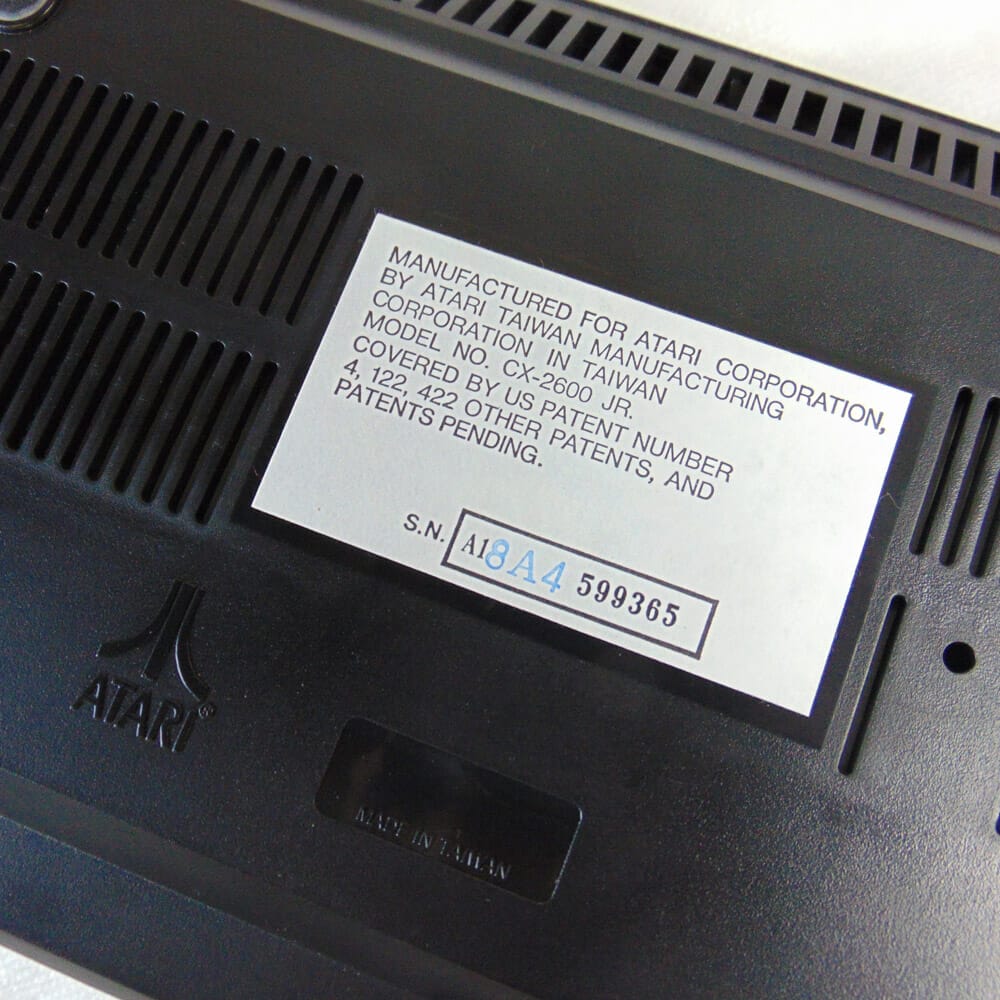 MANUFACTURED FOR ATARI CORPORATION,
BY ATARI TAIWAN MANUFACTURING
CORPORATION IN TAIWAN
MODEL NO. CX-2600 JR.
COVERED BY US PATENT NUMBER
4, 122, 422 OTHER PATENTS, AND
PATENTS PENDING.
S.N. A18A4 599365
ATARI®
MADE IN TAIWAN